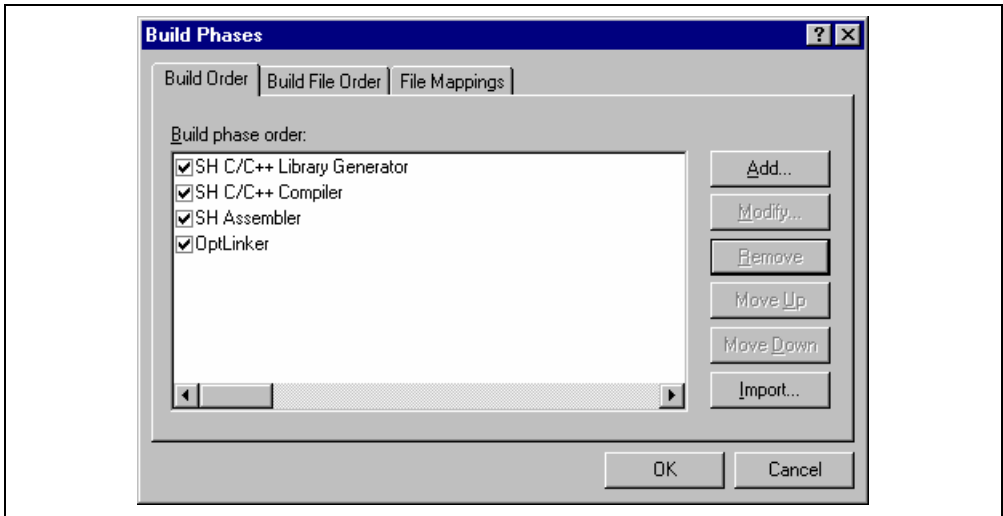 Build Phases
Build Order
Build File Order
File Mappings
Build phase order:
SH C/C++ Library Generator
SH C/C++ Compiler
SH Assembler
OptLinker
Add...
Modify...
Remove
Move Up
Move Down
Import...
OK
Cancel